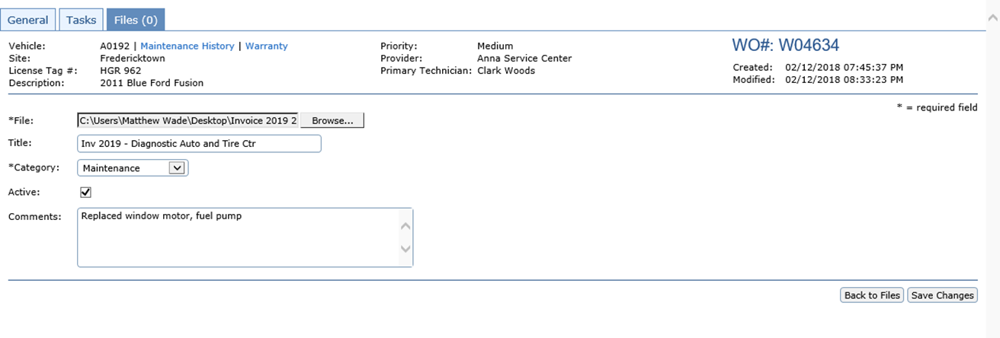 General Tasks Files (0)
Vehicle: A0192 | Maintenance History | Warranty Priority: Medium WO#: W04634
Site: Fredericktown Provider: Anna Service Center
License Tag #: HGR 962 Primary Technician: Clark Woods Created: 02/12/2018 07:45:37 PM
Description: 2011 Blue Ford Fusion Modified: 02/12/2018 08:33:23 PM
* = required field
*File: C:\Users\Matthew Wade\Desktop\Invoice 2019 2 Browse...
Title: Inv 2019 - Diagnostic Auto and Tire Ctr
*Category: Maintenance
Active:
Comments: Replaced window motor, fuel pump
Back to Files Save Changes